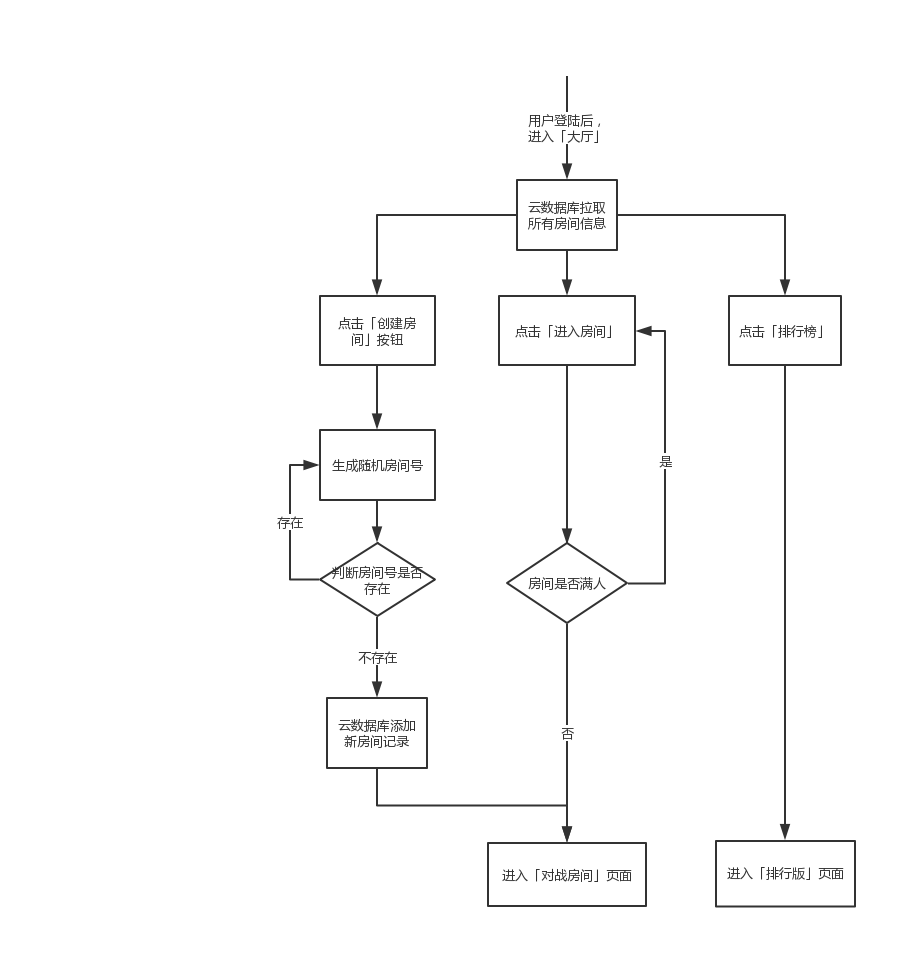 用户登陆后，
进入「大厅」
云数据库拉取
所有房间信息
点击「创建房
间」按钮
点击「进入房间」
点击「排行榜」
生成随机房间号
是
存在
判断房间号是否
存在
房间是否满人
不存在
云数据库添加
新房间记录
否
进入「对战房间」页面
进入「排行版」页面